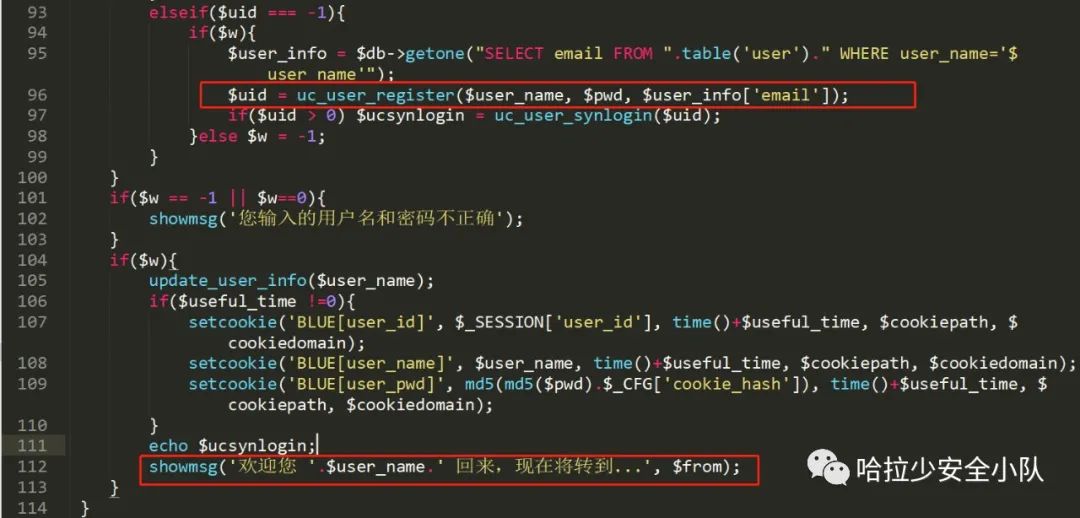 93 elseif($uid === -1){
94 if($w){
95 $user_info = $db->getone("SELECT email FROM ".table('user')." WHERE user_name='$
user_name'");
96 $uid = uc_user_register($user_name, $pwd, $user_info['email']);
97 if($uid > 0) $ucsynlogin = uc_user_synlogin($uid);
98 }else $w = -1;
99 }
100 }
101 if($w == -1 || $w==0){
102 showmsg('您输入的用户名和密码不正确');
103 }
104 if($w){
105 update_user_info($user_name);
106 if($useful_time !=0){
107 setcookie('BLUE[user_id]', $_SESSION['user_id'], time()+$useful_time, $cookiepath, $
cookiedomain);
108 setcookie('BLUE[user_name]', $user_name, time()+$useful_time, $cookiepath, $cookiedomain);
109 setcookie('BLUE[user_pwd]', md5(md5($pwd).$_CFG['cookie_hash']), time()+$useful_time, $
cookiepath, $cookiedomain);
110 }
111 echo $ucsynlogin;
112 showmsg('欢迎您 '.$user_name.' 回来，现在将转到...', $from);
113 }
114 }
哈拉少安全小队